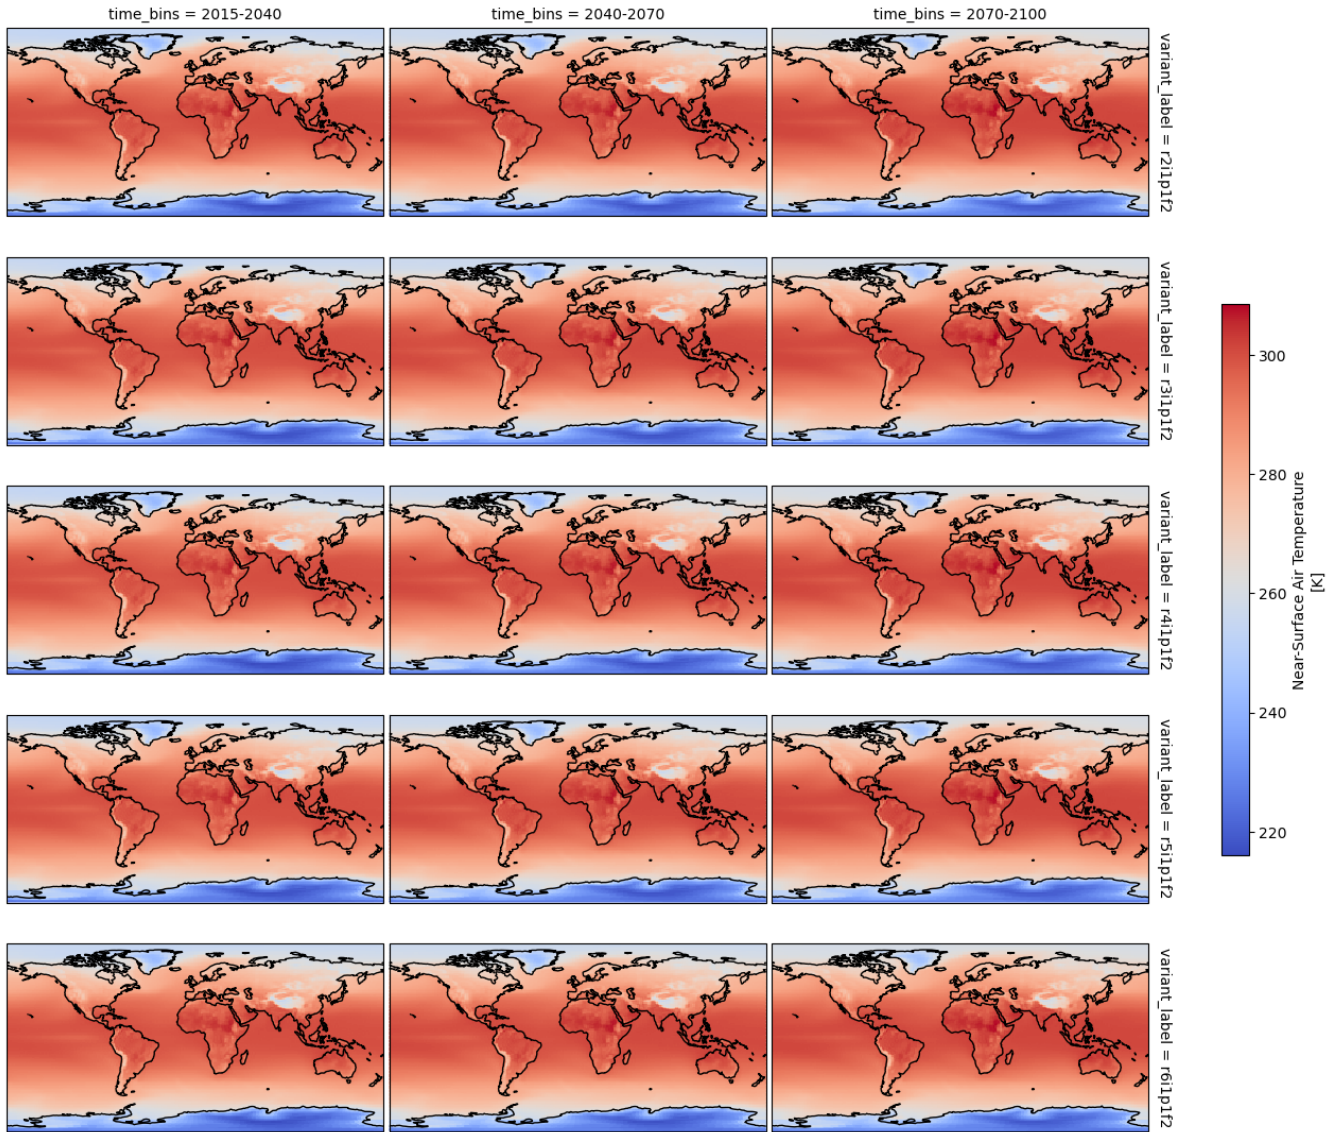 time_bins = 2015-2040
time_bins = 2040-2070
time_bins = 2070-2100
variant_label = r2i1p1f2
variant_label = r3i1p1f2
variant_label = r4i1p1f2
variant_label = r5i1p1f2
variant_label = r6i1p1f2
300
280
260
240
220
Near-Surface Air Temperature
[K]